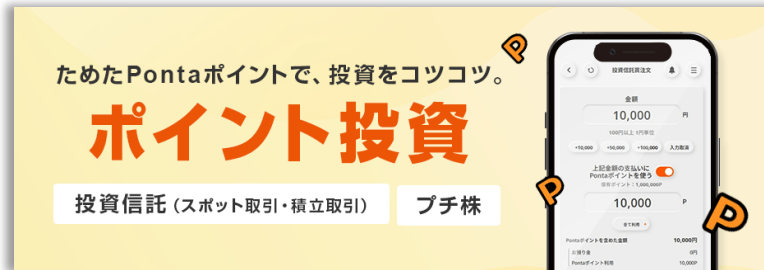 ためたPontaポイントで、投資をコツコツ。
ポイント投資
投資信託(スポット取引・積立取引)
プチ株
投資信託買注文
金額
10,000 円
100円以上 1円単位
+10,000 +50,000 +100,000 入力取消
上記金額の支払いに
Pontaポイントを使う
保有ポイント:1,000,000P
10,000 P
全て利用
Pontaポイントを含めた金額 10,000円
お預り金 0円
Pontaポイント利用 10,000P
P
P
P